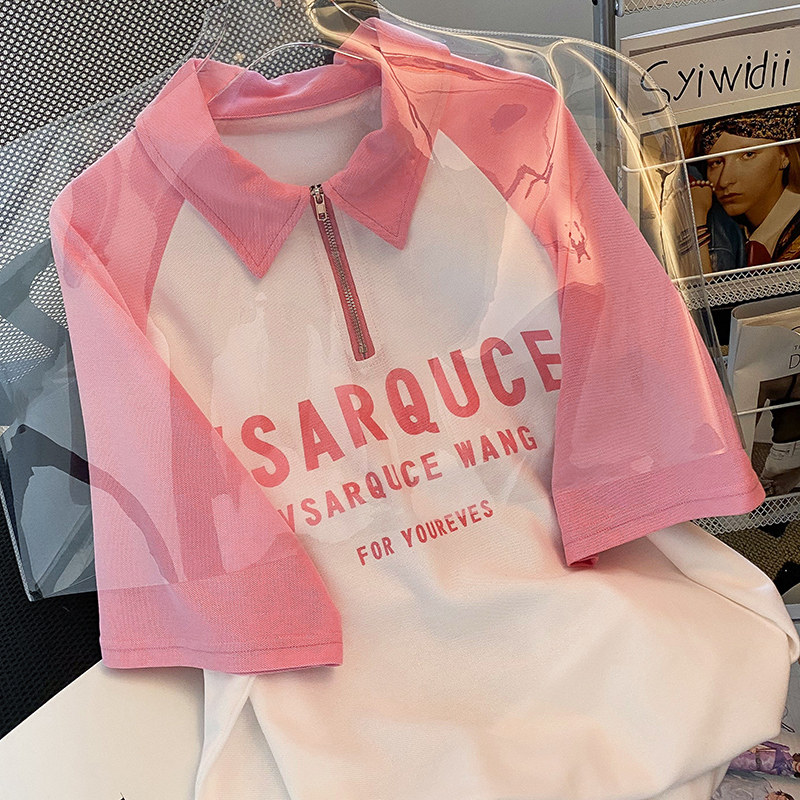 Syiwidii
VSARQUCE
VSARQUCE WANG
FOR YOUREVES